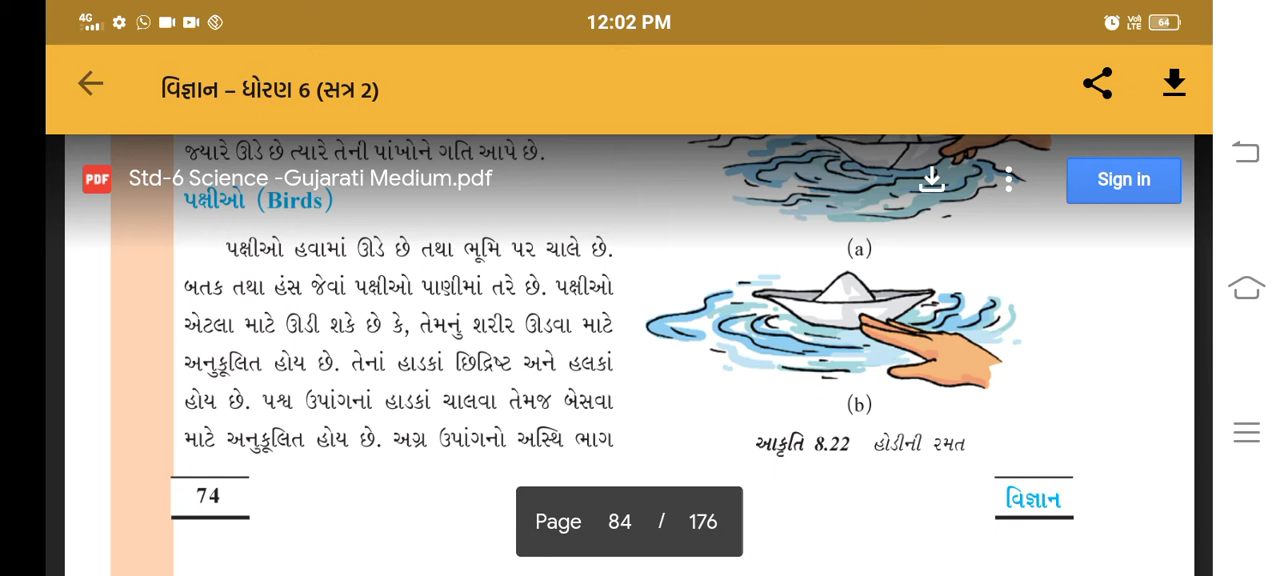 4G
12:02 PM
VoLTE
64
વિજ્ઞાન – ધોરણ 6 (સત્ર 2)
જ્યારે ઊડે છે ત્યારે તેની પાંખોને ગતિ આપે છે.
PDF Std-6 Science -Gujarati Medium.pdf
Sign in
પક્ષીઓ (Birds)
પક્ષીઓ હવામાં ઊડે છે તથા ભૂમિ પર ચાલે છે.
બતક તથા હંસ જેવાં પક્ષીઓ પાણીમાં તરે છે. પક્ષીઓ
એટલા માટે ઊડી શકે છે કે, તેમનું શરીર ઊડવા માટે
અનુકૂલિત હોય છે. તેનાં હાડકાં છિદ્રિષ્ટ અને હલકાં
હોય છે. પશ્ચ ઉપાંગનાં હાડકાં ચાલવા તેમજ બેસવા
માટે અનુકૂલિત હોય છે. અગ્ર ઉપાંગનો અસ્થિ ભાગ
(a)
(b)
આકૃતિ 8.22 હોડીની રમત
74
વિજ્ઞાન
Page 84 / 176